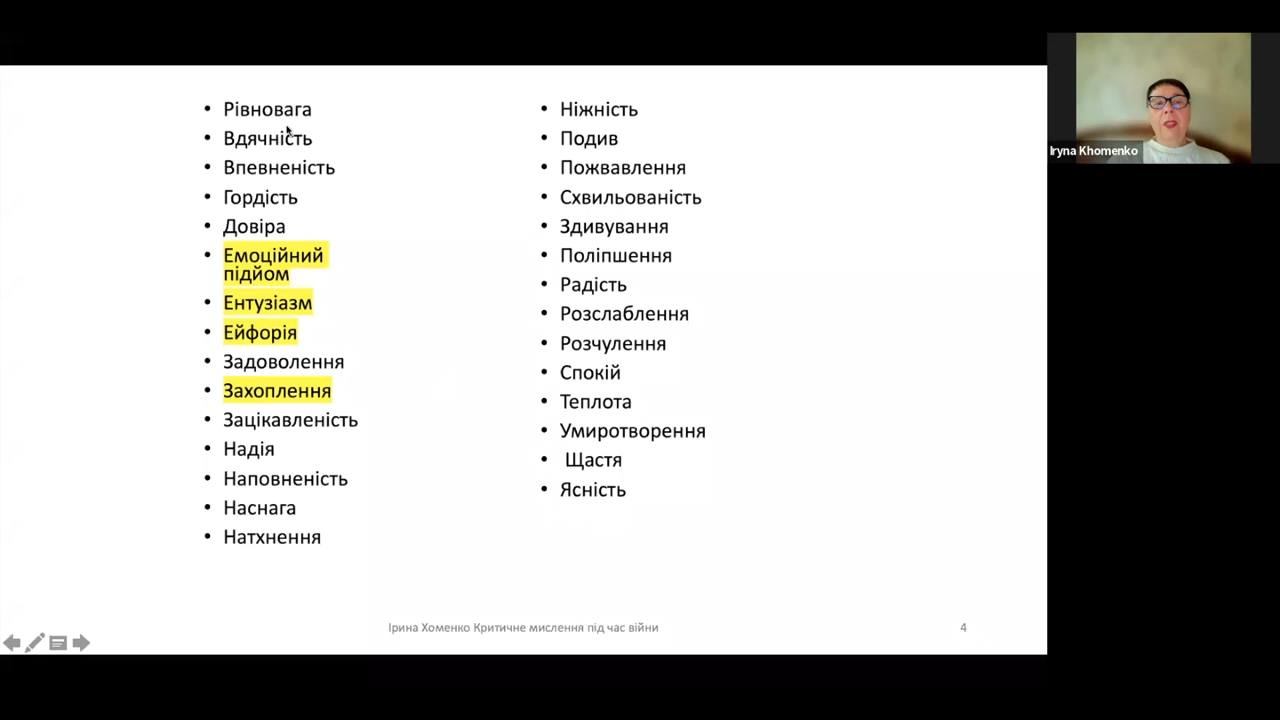 Рівновага
Вдячність
Впевненість
Гордість
Довіра
Емоційний
підйом
Ентузіазм
Ейфорія
Задоволення
Захоплення
Зацікавленість
Надія
Наповненість
Наснага
Натхнення
Ніжність
Подив
Пожвавлення
Схвильованість
Здивування
Поліпшення
Радість
Розслаблення
Розчулення
Спокій
Теплота
Умиротворення
Щастя
Ясність
Ірина Хоменко Критичне мислення під час війни
4
Iryna Khomenko